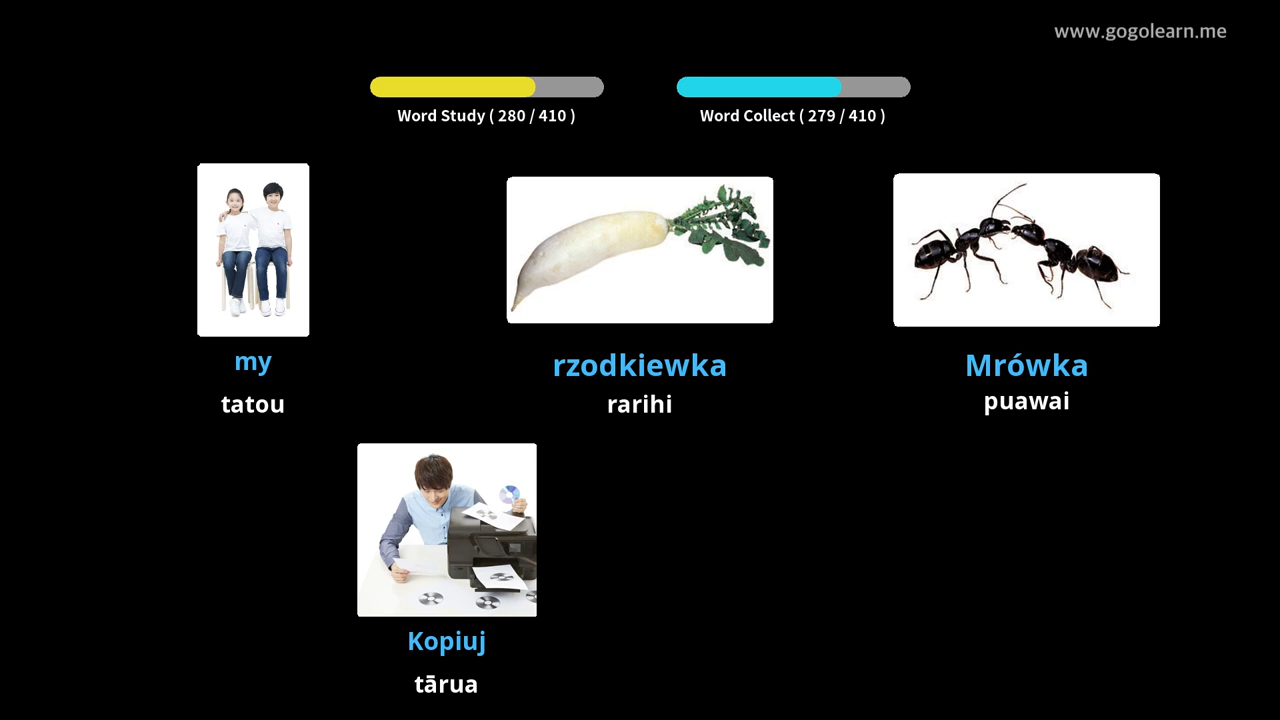 www.gogolearn.me
Word Study ( 280 / 410 )
Word Collect ( 279 / 410 )
my
tatou
rzodkiewka
rarihi
Mrówka
puawai
Kopiuj
tārua